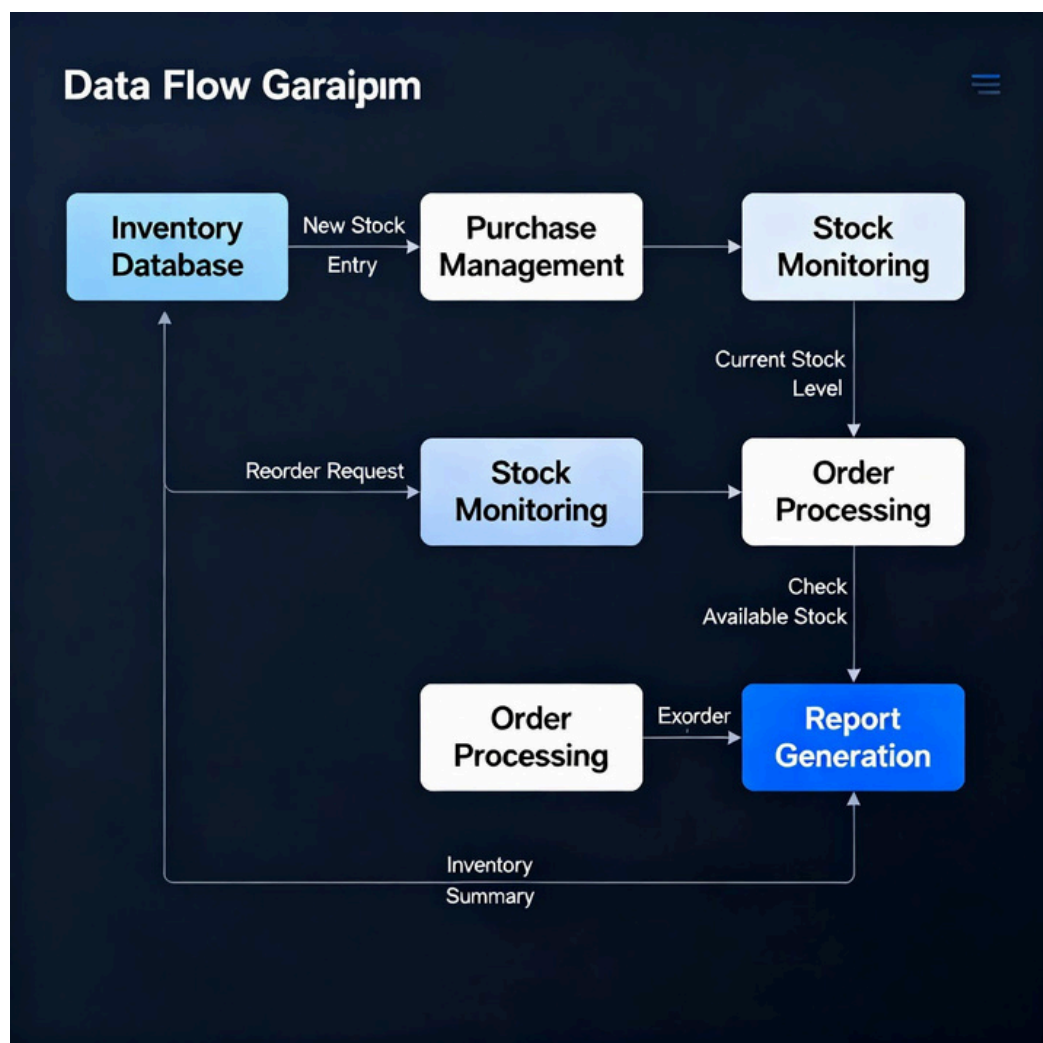 Data Flow Garaipım
Inventory
Database
New Stock
Entry
Purchase
Management
Stock
Monitoring
Current Stock
Level
Reorder Request
Stock
Monitoring
Order
Processing
Check
Available Stock
Order
Processing
Exorder
Report
Generation
Inventory
Summary